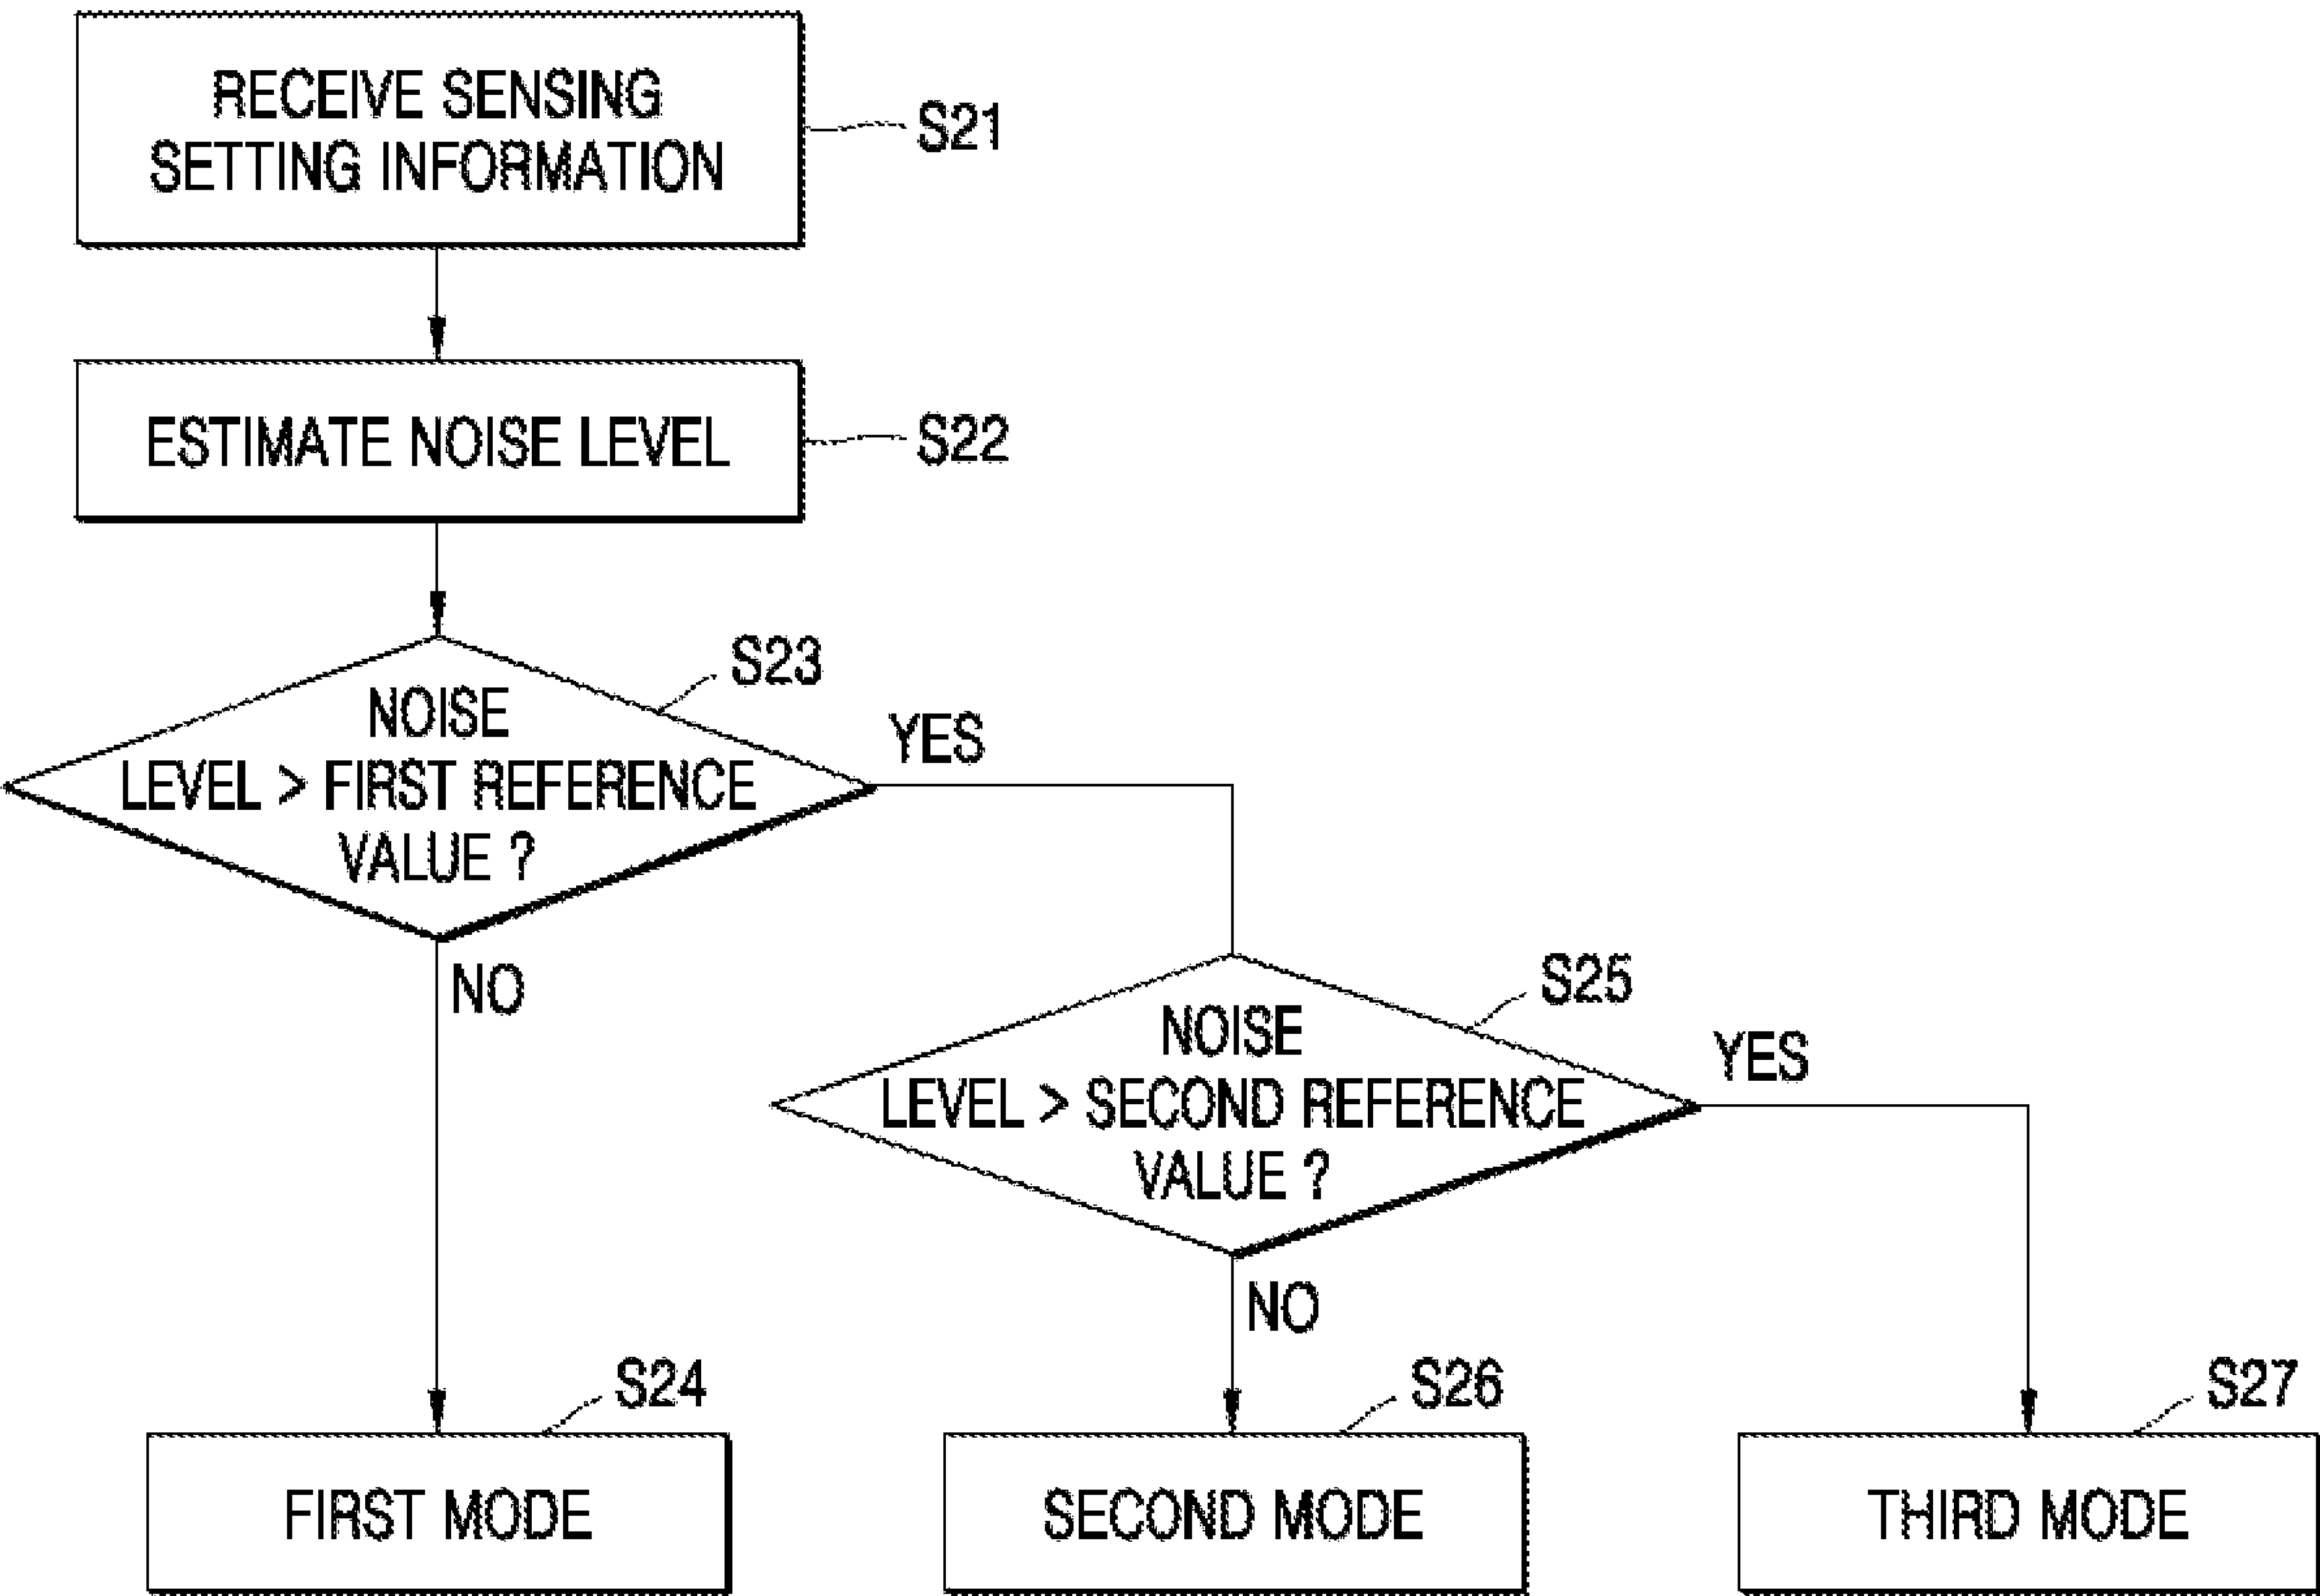 RECEIVE SENSING
SETTING INFORMATION
S21
ESTIMATE NOISE LEVEL
S22
S23
NOISE
LEVEL > FIRST REFERENCE
VALUE ?
YES
NO
S25
NOISE
LEVEL > SECOND REFERENCE
VALUE ?
YES
NO
S24
FIRST MODE
S26
SECOND MODE
S27
THIRD MODE